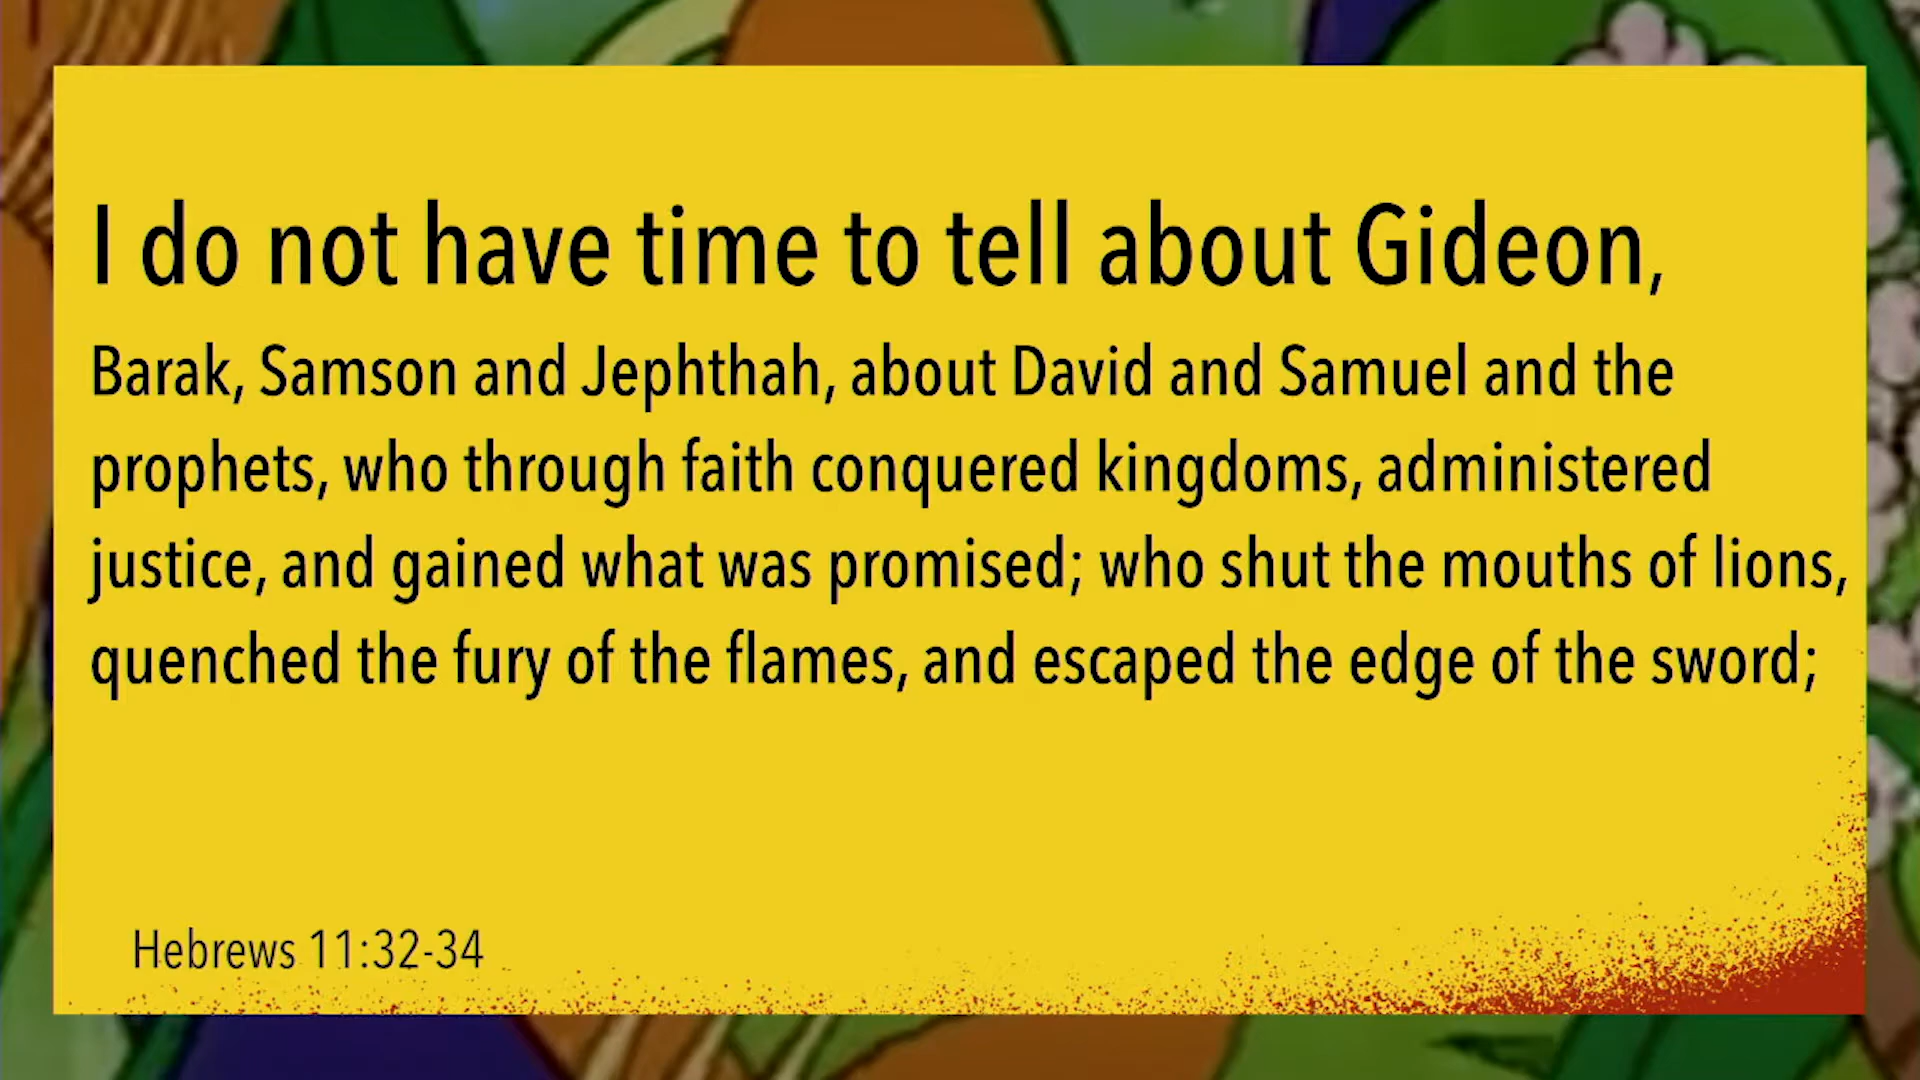 I do not have time to tell about Gideon,
Barak, Samson and Jephthah, about David and Samuel and the
prophets, who through faith conquered kingdoms, administered
justice, and gained what was promised; who shut the mouths of lions,
quenched the fury of the flames, and escaped the edge of the sword;
Hebrews 11:32-34